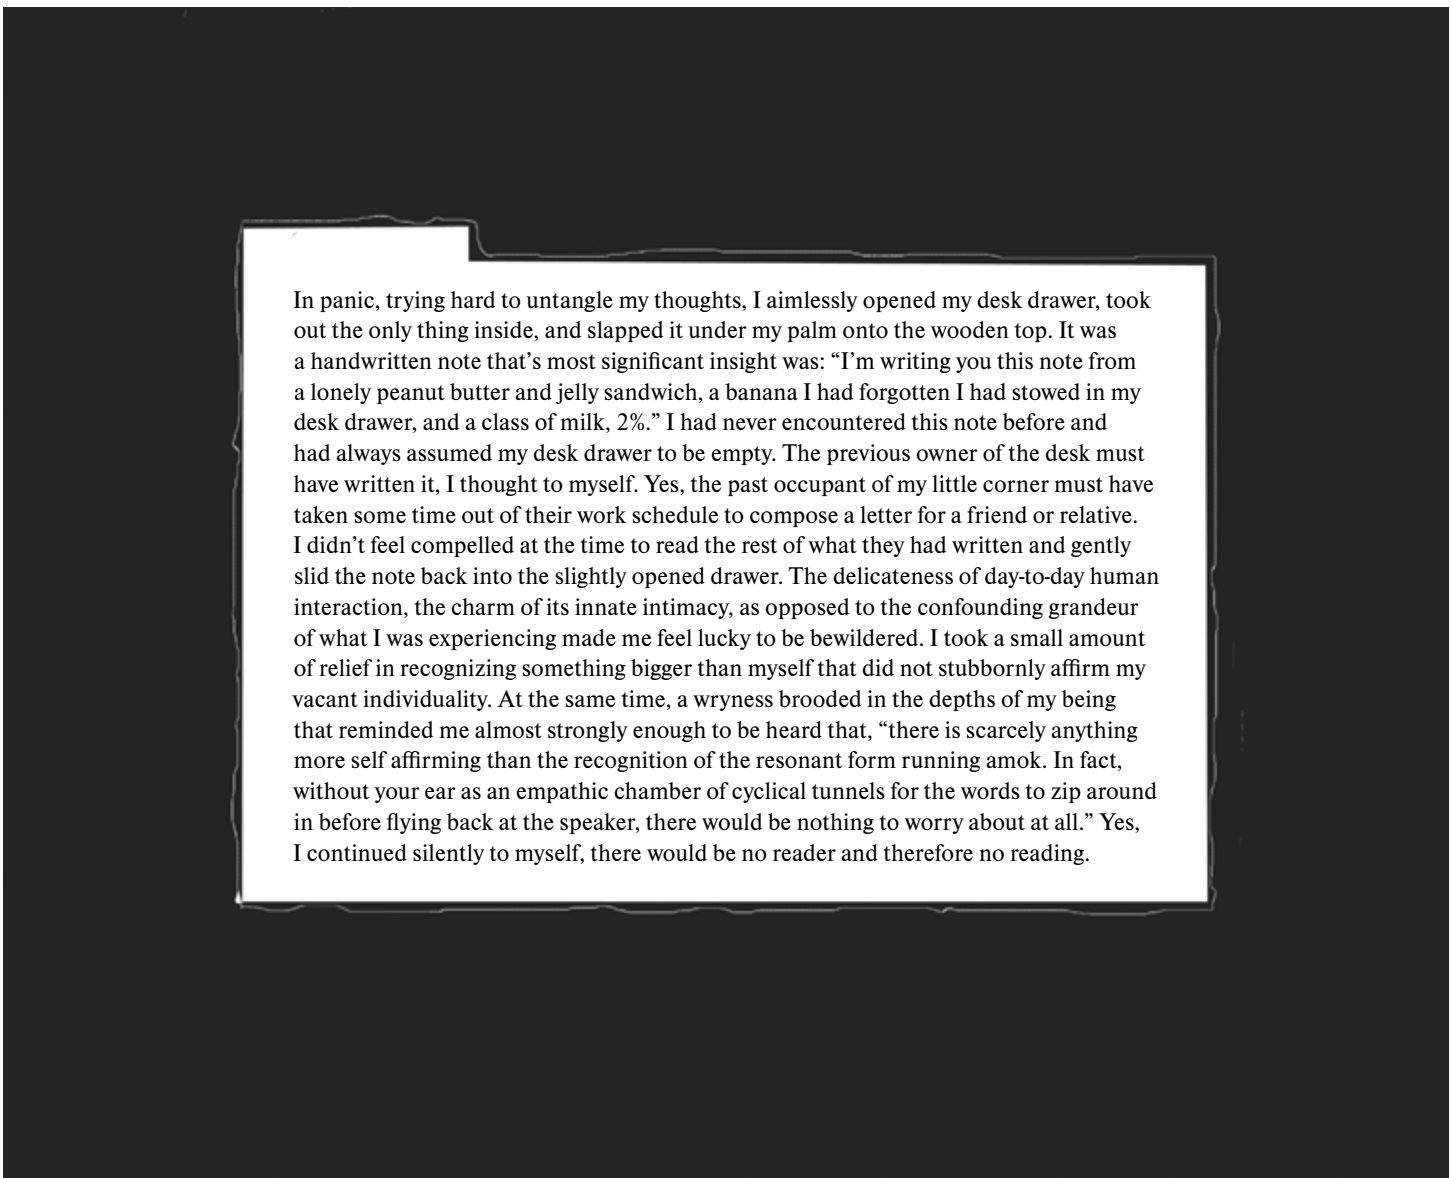 In panic, trying hard to untangle my thoughts, I aimlessly opened my desk drawer, took
out the only thing inside, and slapped it under my palm onto the wooden top. It was
a handwritten note that’s most significant insight was: “I’m writing you this note from
a lonely peanut butter and jelly sandwich, a banana I had forgotten I had stowed in my
desk drawer, and a class of milk, 2%.” I had never encountered this note before and
had always assumed my desk drawer to be empty. The previous owner of the desk must
have written it, I thought to myself. Yes, the past occupant of my little corner must have
taken some time out of their work schedule to compose a letter for a friend or relative.
I didn’t feel compelled at the time to read the rest of what they had written and gently
slid the note back into the slightly opened drawer. The delicateness of day-to-day human
interaction, the charm of its innate intimacy, as opposed to the confounding grandeur
of what I was experiencing made me feel lucky to be bewildered. I took a small amount
of relief in recognizing something bigger than myself that did not stubbornly affirm my
vacant individuality. At the same time, a wryness brooded in the depths of my being
that reminded me almost strongly enough to be heard that, “there is scarcely anything
more self affirming than the recognition of the resonant form running amok. In fact,
without your ear as an empathic chamber of cyclical tunnels for the words to zip around
in before flying back at the speaker, there would be nothing to worry about at all.” Yes,
I continued silently to myself, there would be no reader and therefore no reading.